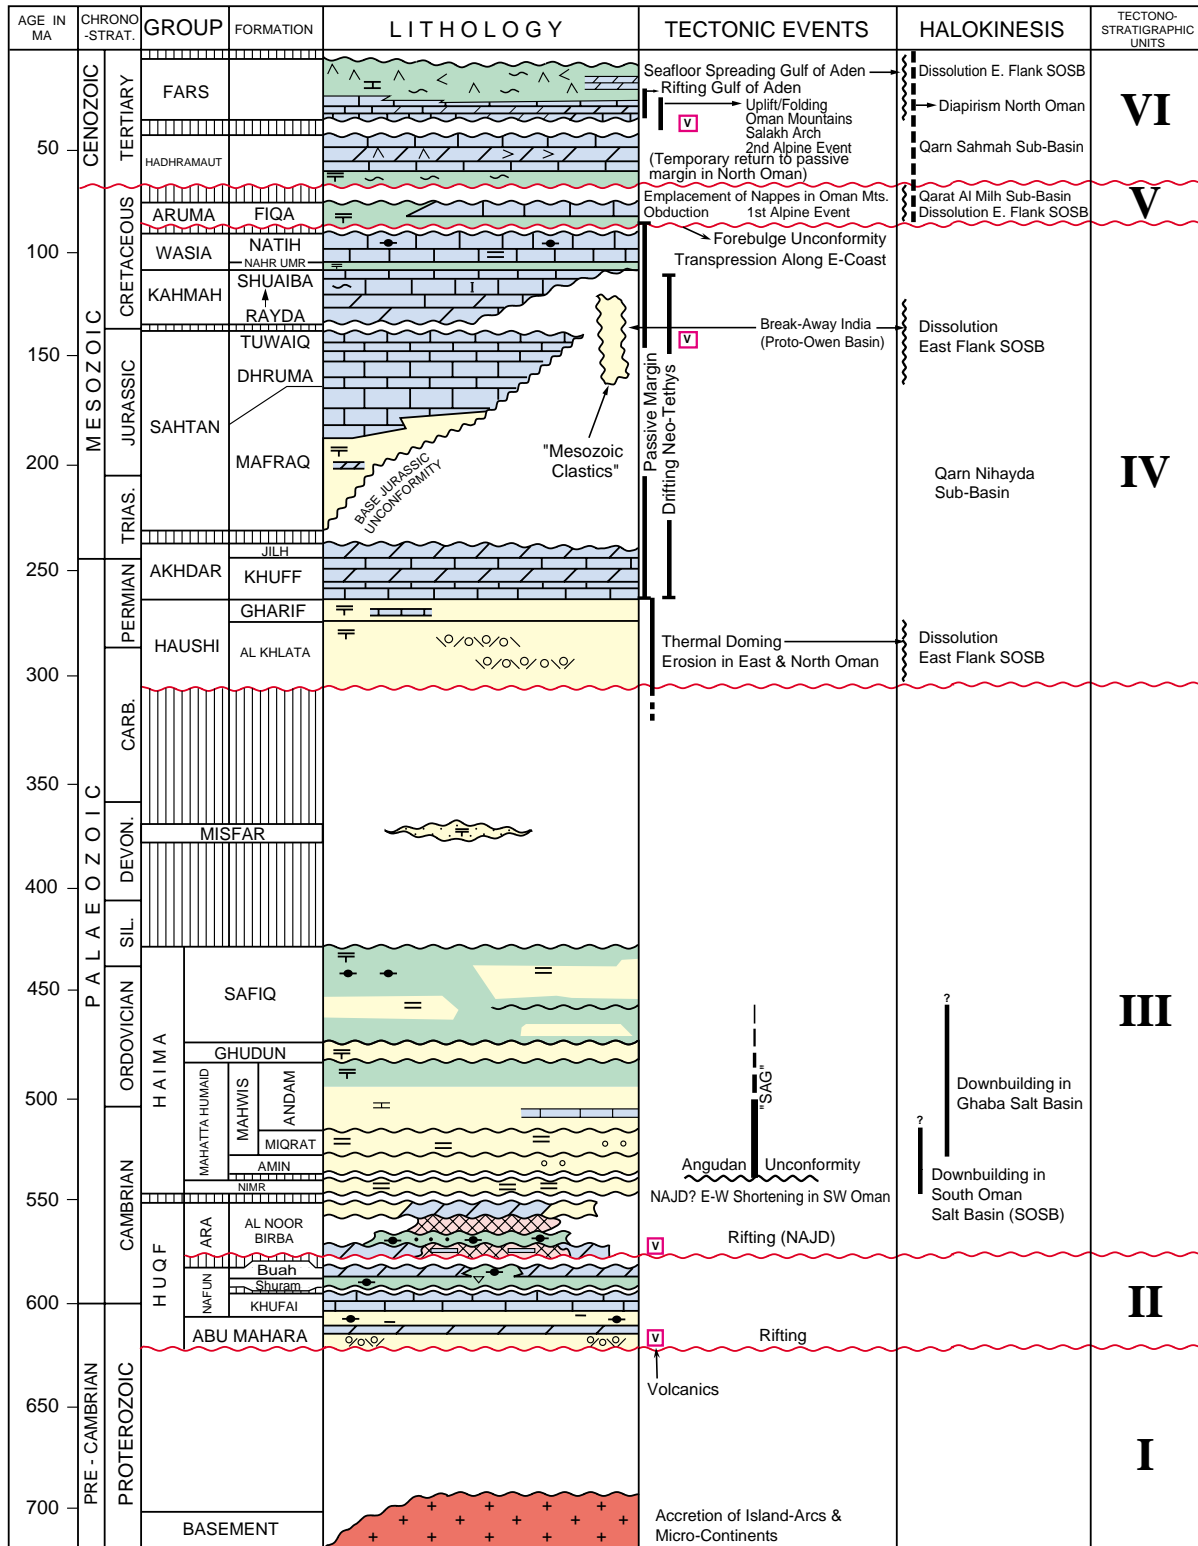 AGE IN
MA
CHRONO
-STRAT.
GROUP
FORMATION
LITHOLOGY
TECTONIC EVENTS
HALOKINESIS
TECTONO-
STRATIGRAPHIC
UNITS
50
100
150
200
250
300
350
400
450
500
550
600
650
700
CENOZOIC
MESOZOIC
PALAEOZOIC
PRE - CAMBRIAN
TERTIARY
CRETACEOUS
JURASSIC
TRIAS.
PERMIAN
CARB.
DEVON.
SIL.
ORDOVICIAN
CAMBRIAN
PROTEROZOIC
FARS
HADHRAMAUT
ARUMA
FIQA
WASIA
NATIH
NAHR UMR
KAHMAH
SHUAIBA
RAYDA
SAHTAN
TUWAIQ
DHRUMA
MAFRAQ
AKHDAR
JILH
KHUFF
HAUSHI
GHARIF
AL KHLATA
MISFAR
HAIMA
SAFIQ
GHUDUN
MAHATTA HUMAID
MAHWIS
ANDAM
MIQRAT
AMIN
NIMR
HUQF
ARA
AL NOOR
BIRBA
NAFUN
Buah
Shuram
KHUFAI
ABU MAHARA
BASEMENT
I
BASE JURASSIC
UNCONFORMITY
"Mesozoic
Clastics"
Seafloor Spreading Gulf of Aden
Rifting Gulf of Aden
Uplift/Folding
Oman Mountains
Salakh Arch
2nd Alpine Event
V
(Temporary return to passive
margin in North Oman)
Emplacement of Nappes in Oman Mts.
Obduction 1st Alpine Event
Forebulge Unconformity
Transpression Along E-Coast
Break-Away India
(Proto-Owen Basin)
V
Passive Margin
Drifting Neo-Tethys
Thermal Doming
Erosion in East & North Oman
"SAG"
Angudan Unconformity
NAJD? E-W Shortening in SW Oman
V
Rifting (NAJD)
V
Rifting
Volcanics
Accretion of Island-Arcs &
Micro-Continents
Dissolution E. Flank SOSB
Diapirism North Oman
Qarn Sahmah Sub-Basin
Qarat Al Milh Sub-Basin
Dissolution E. Flank SOSB
Dissolution
East Flank SOSB
Qarn Nihayda
Sub-Basin
Dissolution
East Flank SOSB
?
Downbuilding in
Ghaba Salt Basin
?
Downbuilding in
South Oman
Salt Basin (SOSB)
VI
V
IV
III
II
I